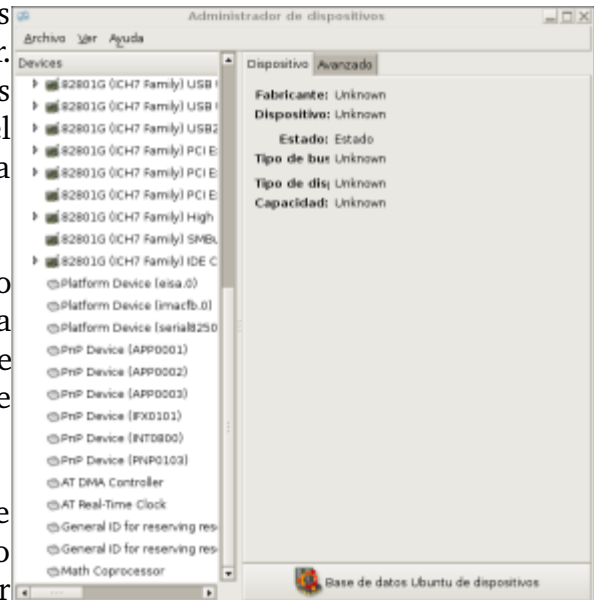 s
r.
s
el
a
o
a
e
e
e
o
r
Administrador de dispositivos
Archivo Ver Ayuda
Devices
82801G (ICH7 Family) USB
82801G (ICH7 Family) USB
82801G (ICH7 Family) USB2
82801G (ICH7 Family) PCI E
82801G (ICH7 Family) PCI E
82801G (ICH7 Family) PCI E
82801G (ICH7 Family) High
82801G (ICH7 Family) SMBu
82801G (ICH7 Family) IDE C
Platform Device (eisa.0)
Platform Device (imacfb.0)
Platform Device (serial8250
PnP Device (APP0001)
PnP Device (APP0002)
PnP Device (APP0003)
PnP Device (IFX0101)
PnP Device (INT0800)
PnP Device (PNP0103)
AT DMA Controller
AT Real-Time Clock
General ID for reserving res
General ID for reserving res
Math Coprocessor
Dispositivo Avanzado
Fabricante: Unknown
Dispositivo: Unknown
Estado: Estado
Tipo de bus Unknown
Tipo de dis Unknown
Capacidad: Unknown
Base de datos Ubuntu de dispositivos